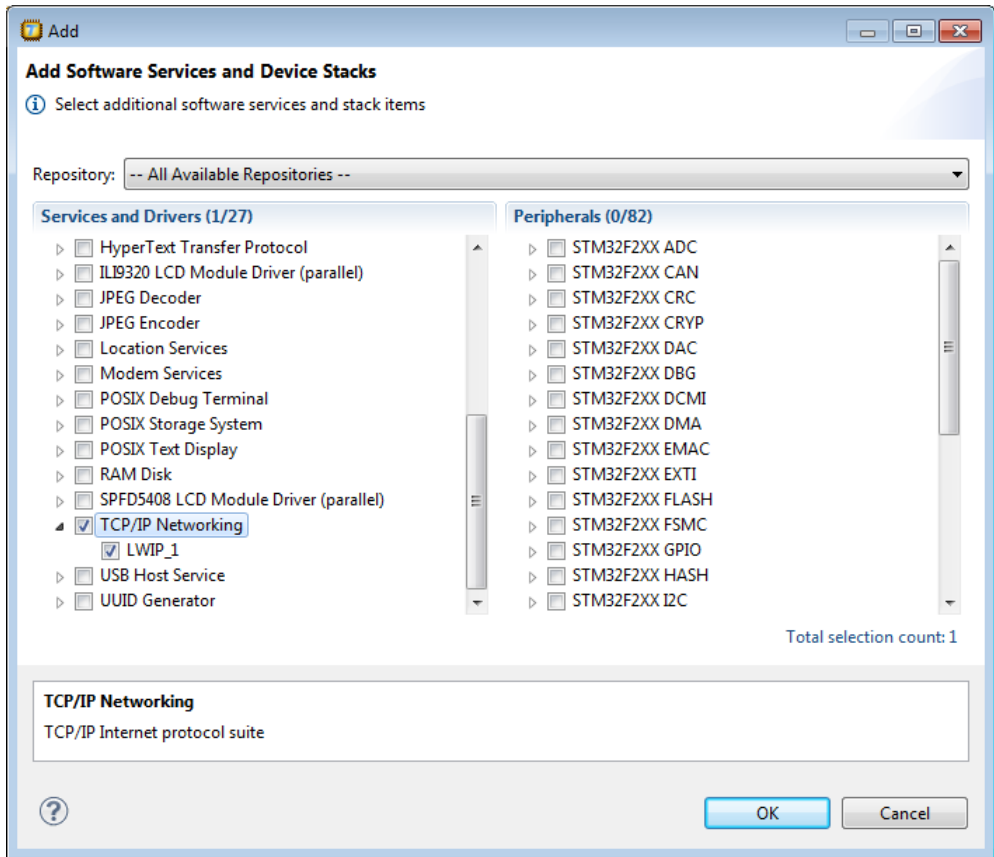 Add
Add Software Services and Device Stacks
Select additional software services and stack items
Repository: -- All Available Repositories --
Services and Drivers (1/27)
HyperText Transfer Protocol
ILI9320 LCD Module Driver (parallel)
JPEG Decoder
JPEG Encoder
Location Services
Modem Services
POSIX Debug Terminal
POSIX Storage System
POSIX Text Display
RAM Disk
SPFD5408 LCD Module Driver (parallel)
TCP/IP Networking
LWIP_1
USB Host Service
UUID Generator
Peripherals (0/82)
STM32F2XX ADC
STM32F2XX CAN
STM32F2XX CRC
STM32F2XX CRYP
STM32F2XX DAC
STM32F2XX DBG
STM32F2XX DCMI
STM32F2XX DMA
STM32F2XX EMAC
STM32F2XX EXTI
STM32F2XX FLASH
STM32F2XX FSMC
STM32F2XX GPIO
STM32F2XX HASH
STM32F2XX I2C
Total selection count: 1
TCP/IP Networking
TCP/IP Internet protocol suite
OK
Cancel